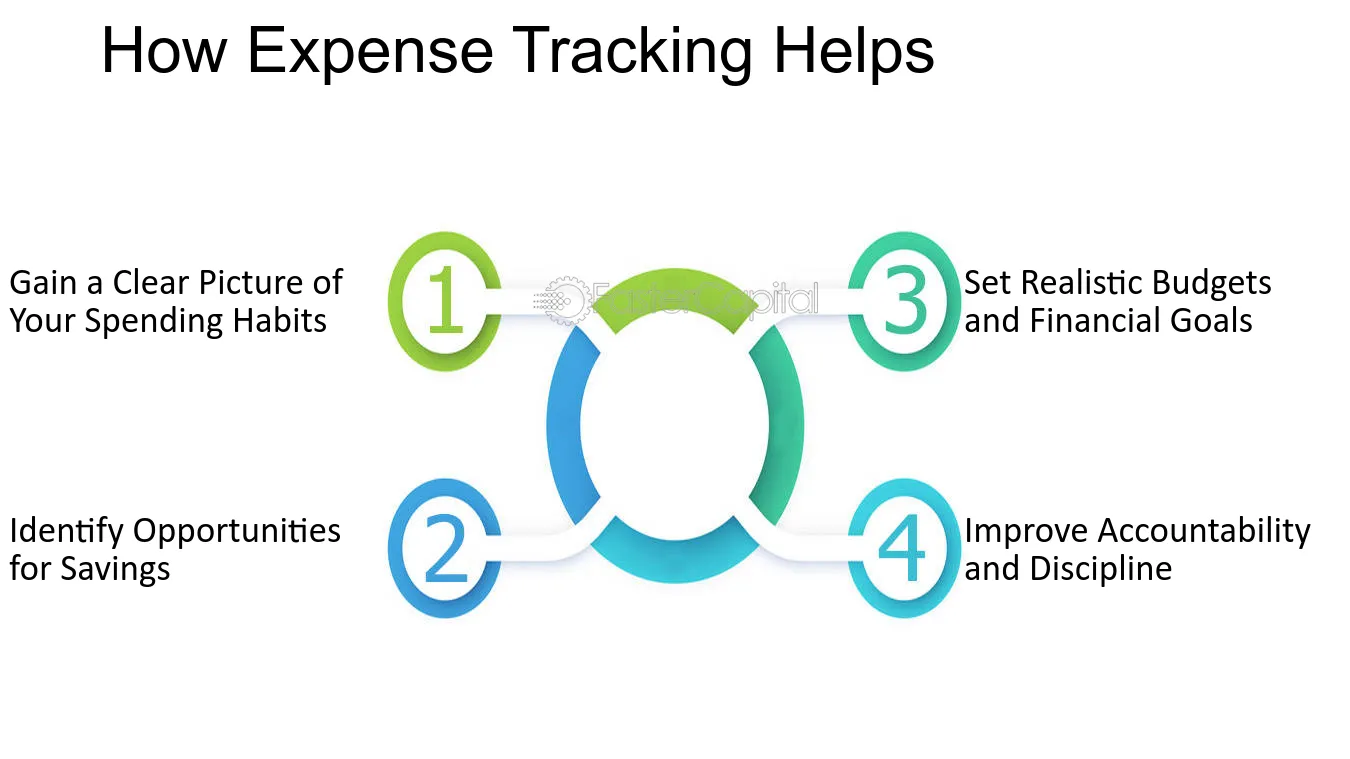 How Expense Tracking Helps
1
Gain a Clear Picture of
Your Spending Habits
2
Identify Opportunities
for Savings
3
Set Realistic Budgets
and Financial Goals
4
Improve Accountability
and Discipline
FasterCapital